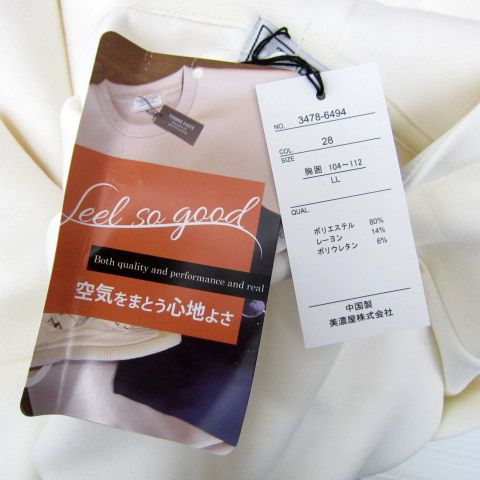 Feel so good
Both quality and performance and real
空気をまとう心地よさ
NO. 3478-6494
COL. 28
SIZE 胸囲 104～112
LL
QUAL.
ポリエステル 80%
レーヨン 14%
ポリウレタン 6%
中国製
美濃屋株式会社